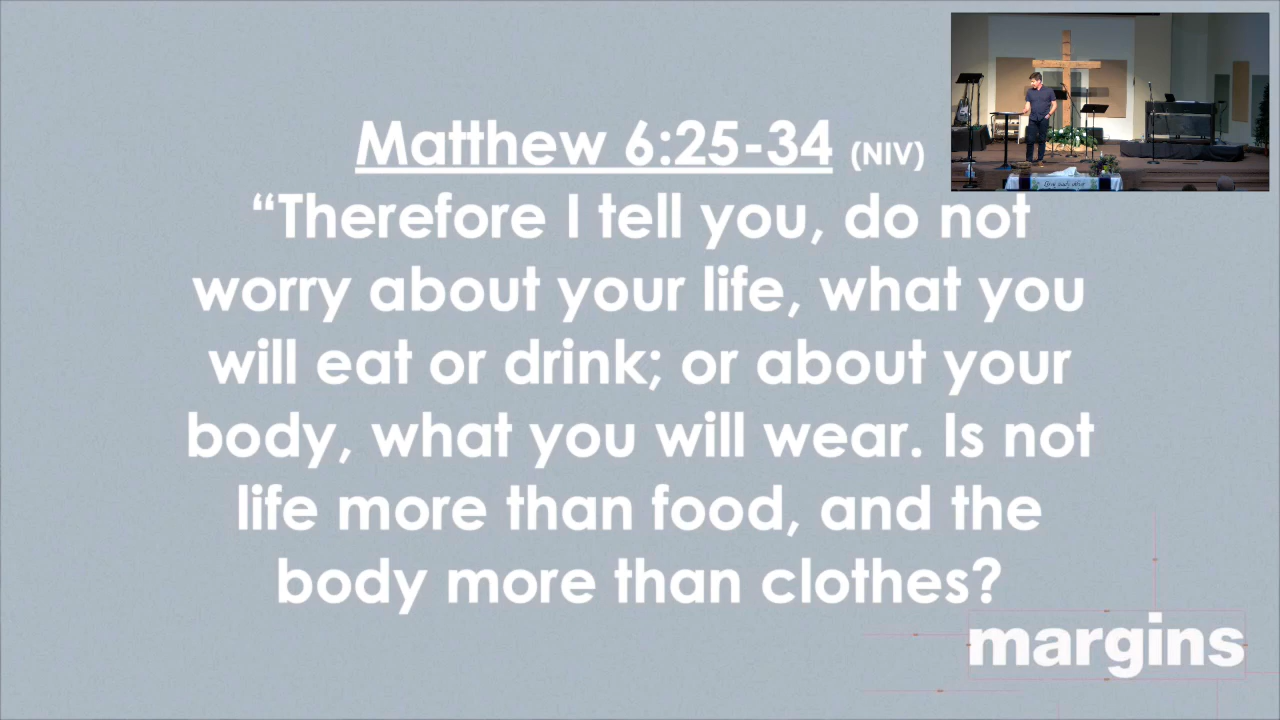 Matthew 6:25-34 (NIV)
“Therefore I tell you, do not
worry about your life, what you
will eat or drink; or about your
body, what you will wear. Is not
life more than food, and the
body more than clothes?
margins